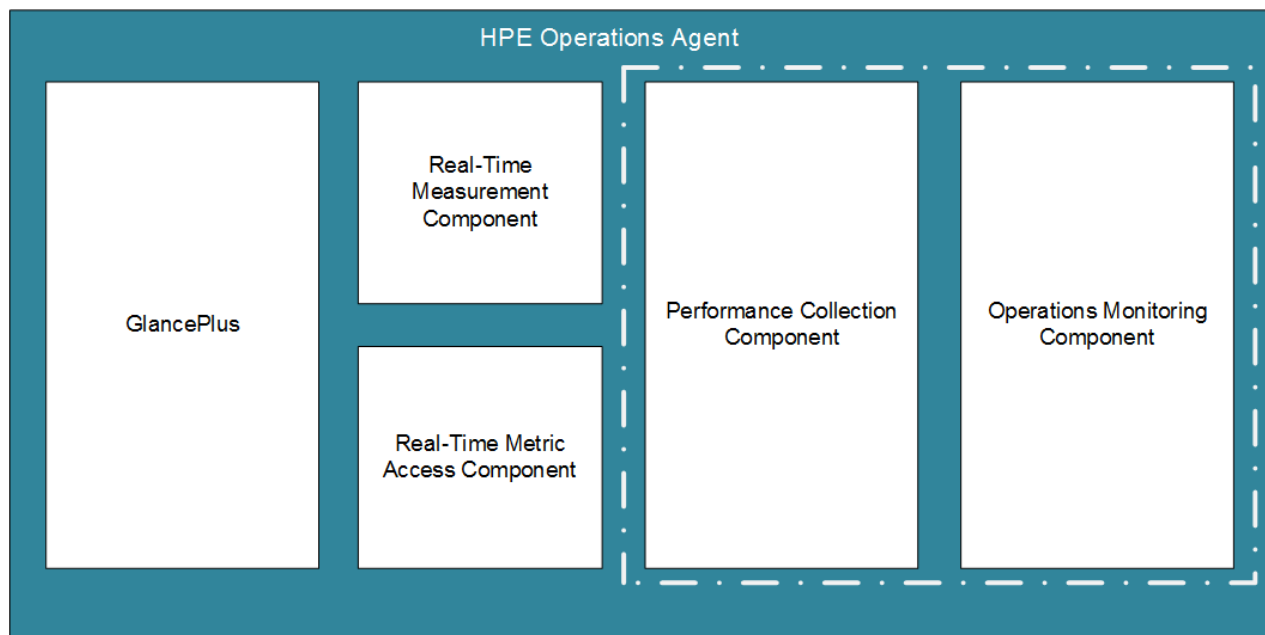 HPE Operations Agent
GlancePlus
Real-Time
Measurement
Component
Real-Time Metric
Access Component
Performance Collection
Component
Operations Monitoring
Component